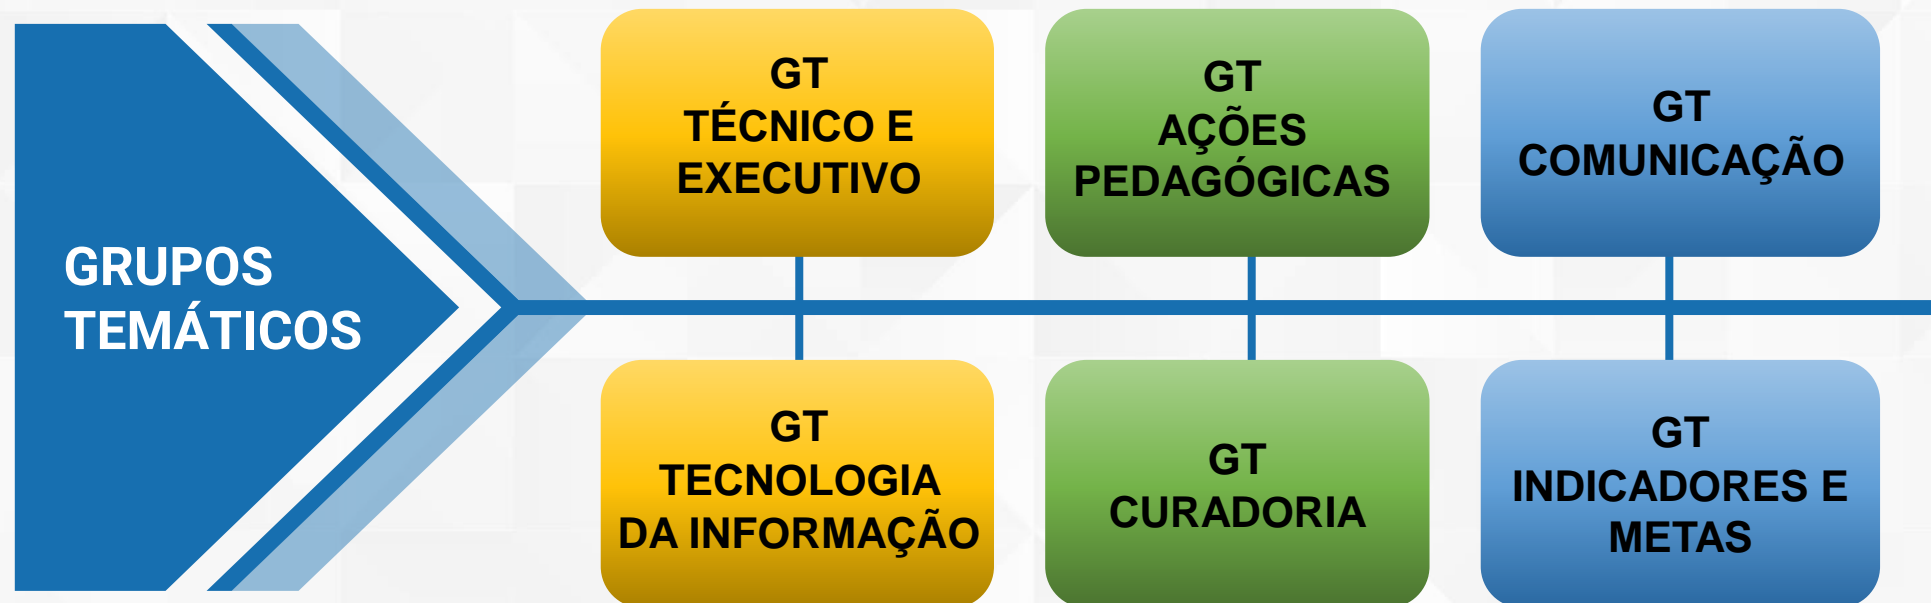 GRUPOS
TEMÁTICOS
GT
TÉCNICO E
EXECUTIVO
GT
AÇÕES
PEDAGÓGICAS
GT
COMUNICAÇÃO
GT
TECNOLOGIA
DA INFORMAÇÃO
GT
CURADORIA
GT
INDICADORES E
METAS